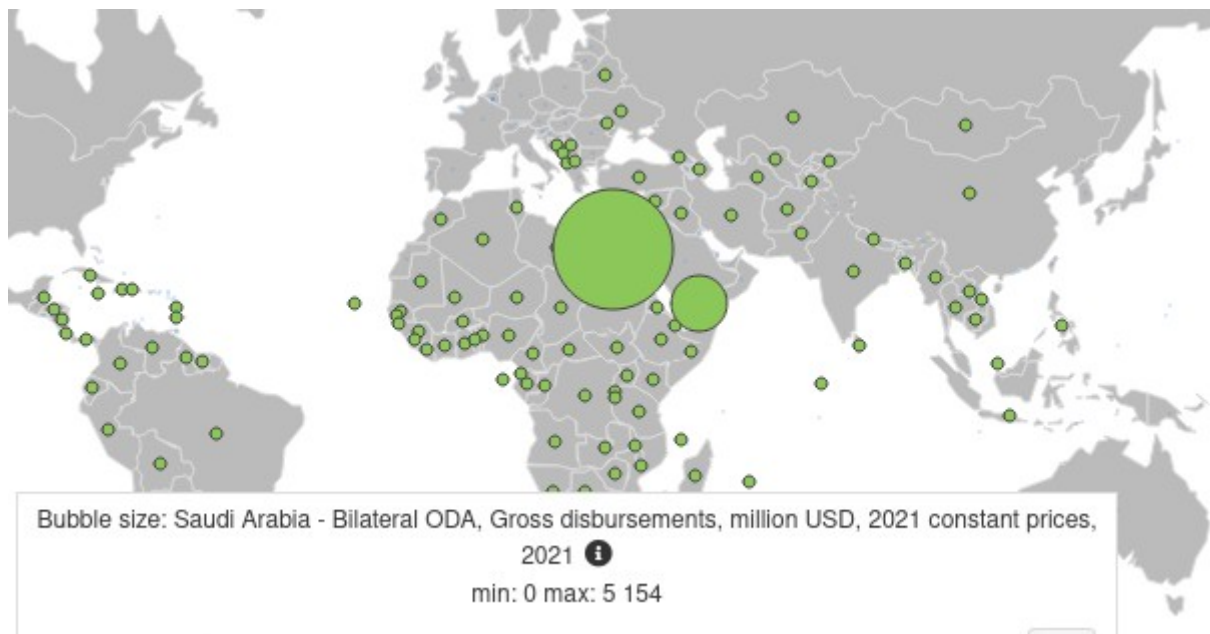 Bubble size: Saudi Arabia - Bilateral ODA, Gross disbursements, million USD, 2021 constant prices,
2021
min: 0 max: 5 154